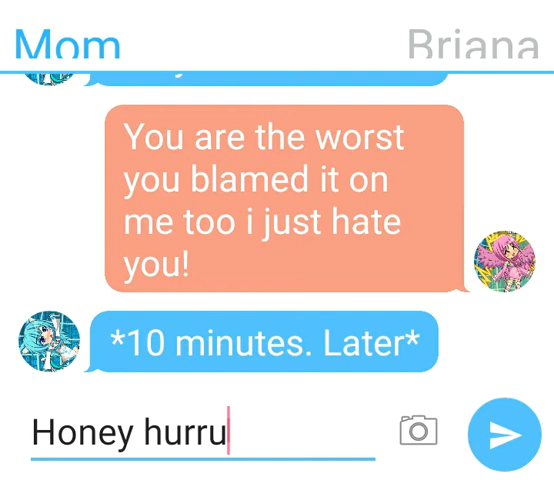 Mom Briana
You are the worst
you blamed it on
me too i just hate
you!
*10 minutes. Later*
Honey hurru